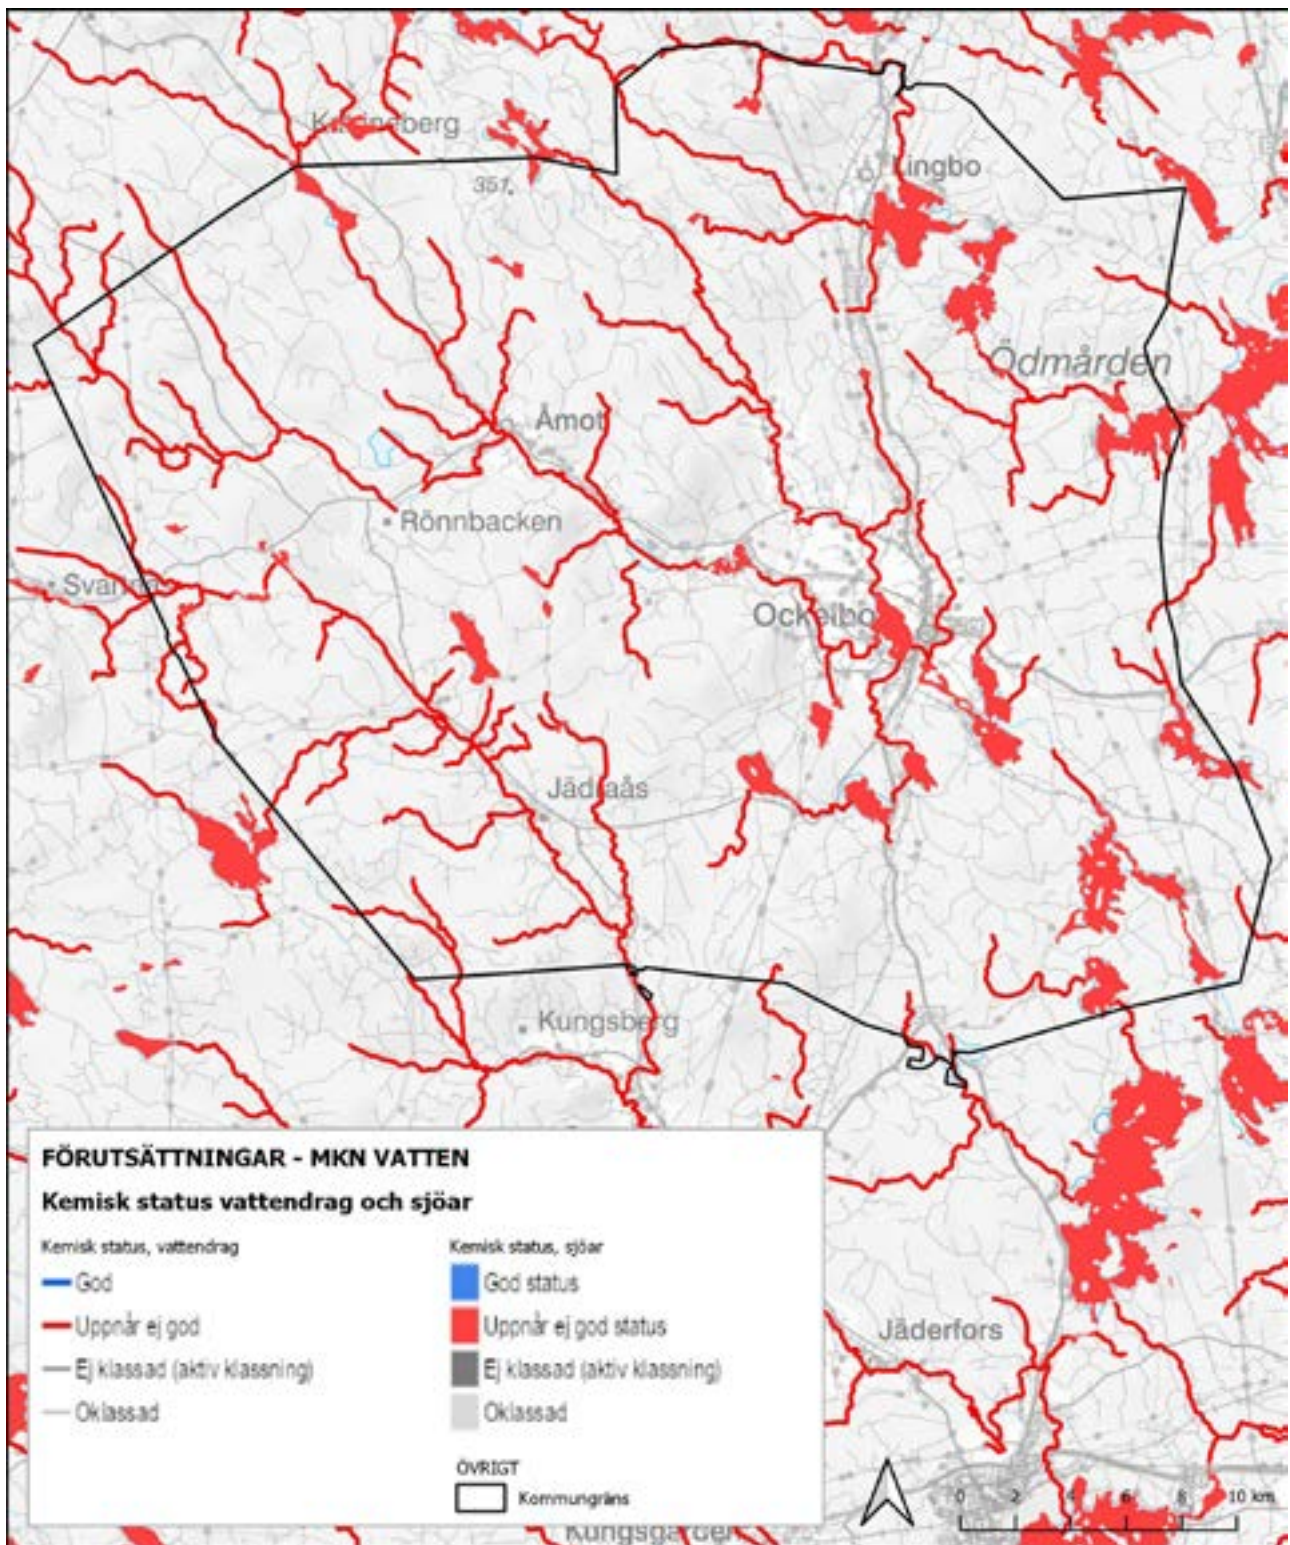 Lingbo
351
Ödmården
Åmot
Rönnbacken
Ockelbo
Jädraås
Kungsberg
FÖRUTSÄTTNINGAR - MKN VATTEN
Kemisk status vattendrag och sjöar
Kemisk status, vattendrag
God
Uppnår ej god
Ej klassad (aktiv klassning)
Oklassad
Kemisk status, sjöar
God status
Uppnår ej god status
Ej klassad (aktiv klassning)
Oklassad
ÖVRIGT
Kommungräns
Jäderfors
0 2 4 6 8 10 km
Kungsgården